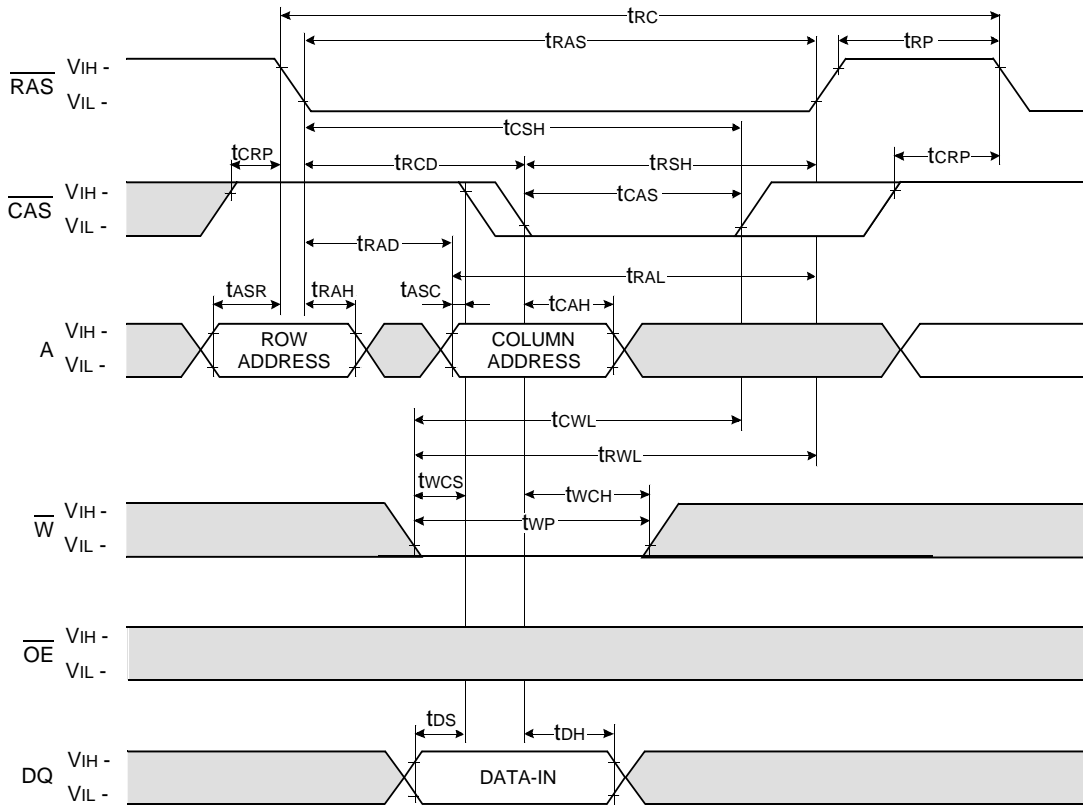 tRC
tRAS
tRP
RAS
VIH -
VIL -
tCSH
tCRP
tRCD
tRSH
tCRP
CAS
VIH -
VIL -
tCAS
tRAD
tRAL
tASR
tRAH
tASC
tCAH
A
VIH -
VIL -
ROW
ADDRESS
COLUMN
ADDRESS
tCWL
tRWL
tWCS
tWCH
W
VIH -
VIL -
tWP
OE
VIH -
VIL -
tDS
tDH
DQ
VIH -
VIL -
DATA-IN